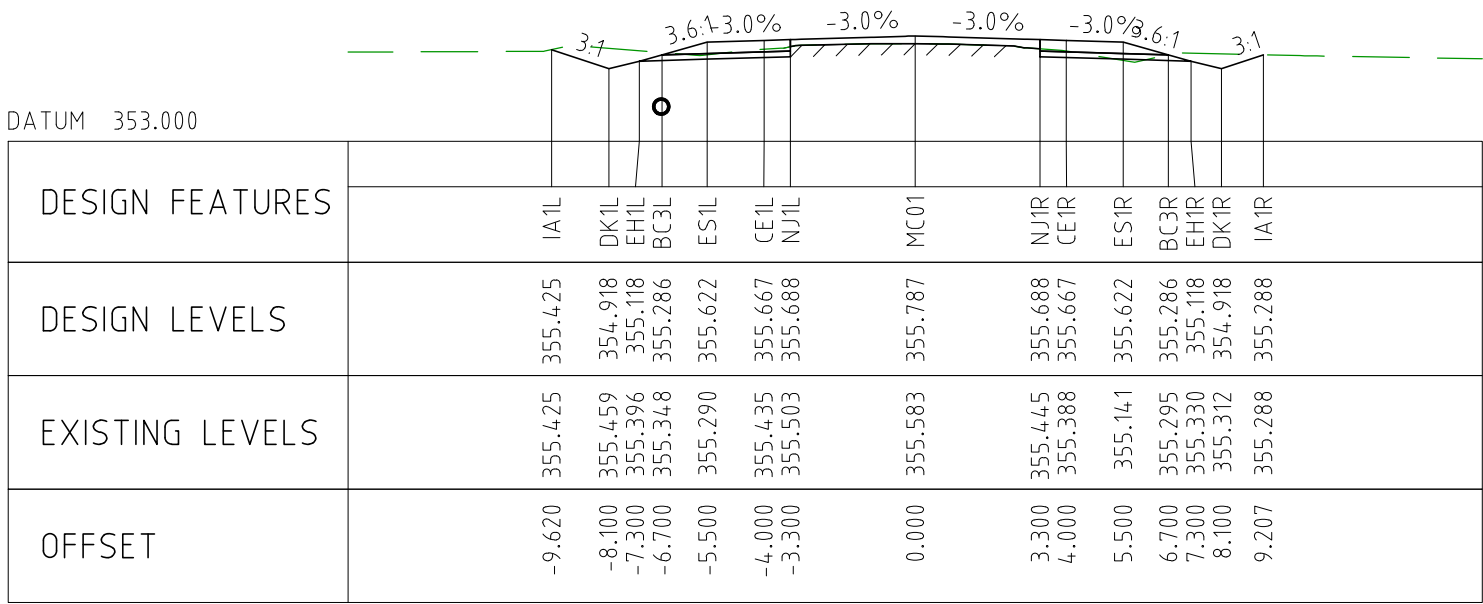 3:1 3.6:1 -3.0% -3.0% -3.0% -3.0% 3.6:1 3:1
DATUM 353.000
DESIGN FEATURES IA1L DK1L EH1L BC3L ES1L CE1L NJ1L MC01 NJ1R CE1R ES1R BC3R EH1R DK1R IA1R
DESIGN LEVELS 355.425 354.918 355.118 355.286 355.622 355.667 355.688 355.787 355.688 355.667 355.622 355.286 355.118 354.918 355.288
EXISTING LEVELS 355.425 355.459 355.396 355.348 355.290 355.435 355.503 355.583 355.445 355.388 355.141 355.295 355.330 355.312 355.288
OFFSET -9.620 -8.100 -7.300 -6.700 -5.500 -4.000 -3.300 0.000 3.300 4.000 5.500 6.700 7.300 8.100 9.207